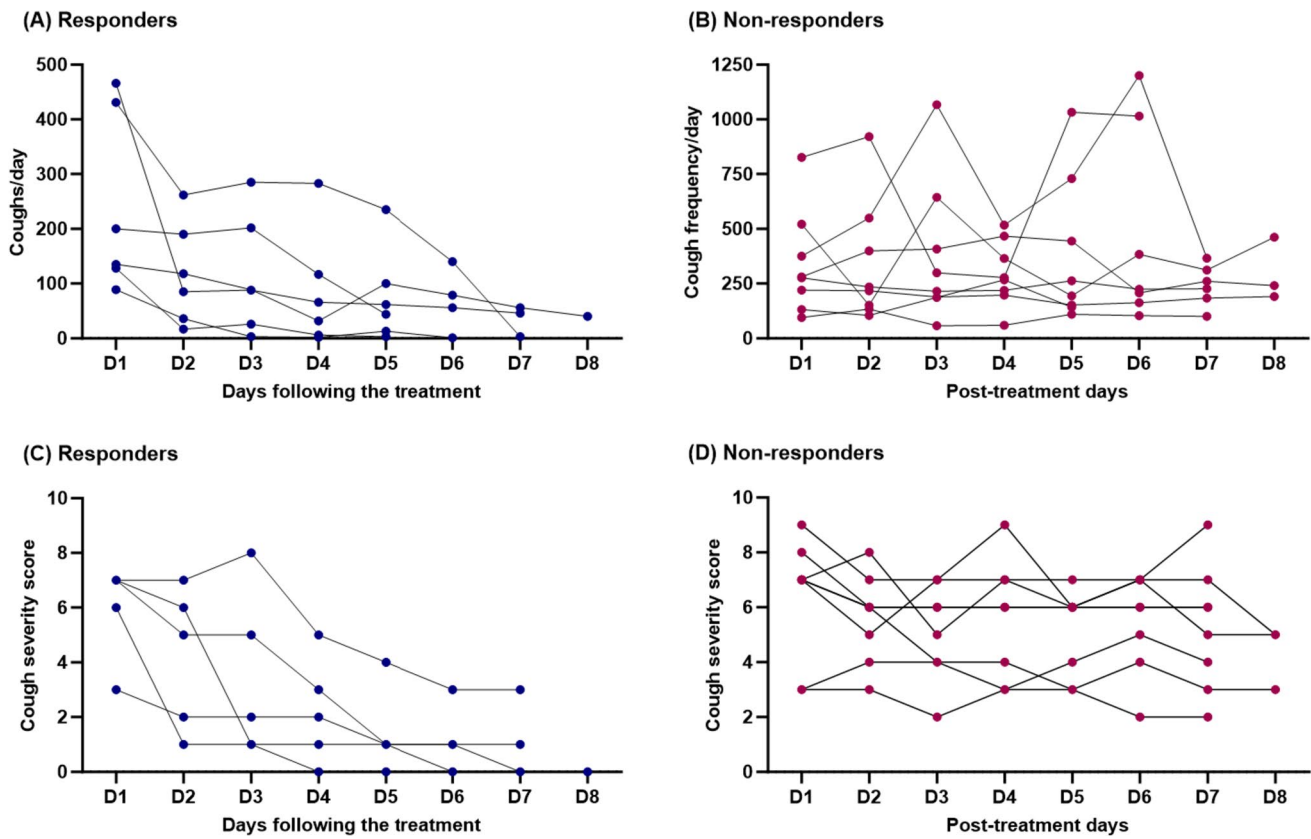 (A) Responders
Coughs/day
500
400
300
200
100
0
D1 D2 D3 D4 D5 D6 D7 D8
Days following the treatment
(B) Non-responders
Cough frequency/day
1250
1000
750
500
250
0
D1 D2 D3 D4 D5 D6 D7 D8
Post-treatment days
(C) Responders
Cough severity score
10
8
6
4
2
0
D1 D2 D3 D4 D5 D6 D7 D8
Days following the treatment
(D) Non-responders
Cough severity score
10
8
6
4
2
0
D1 D2 D3 D4 D5 D6 D7 D8
Post-treatment days